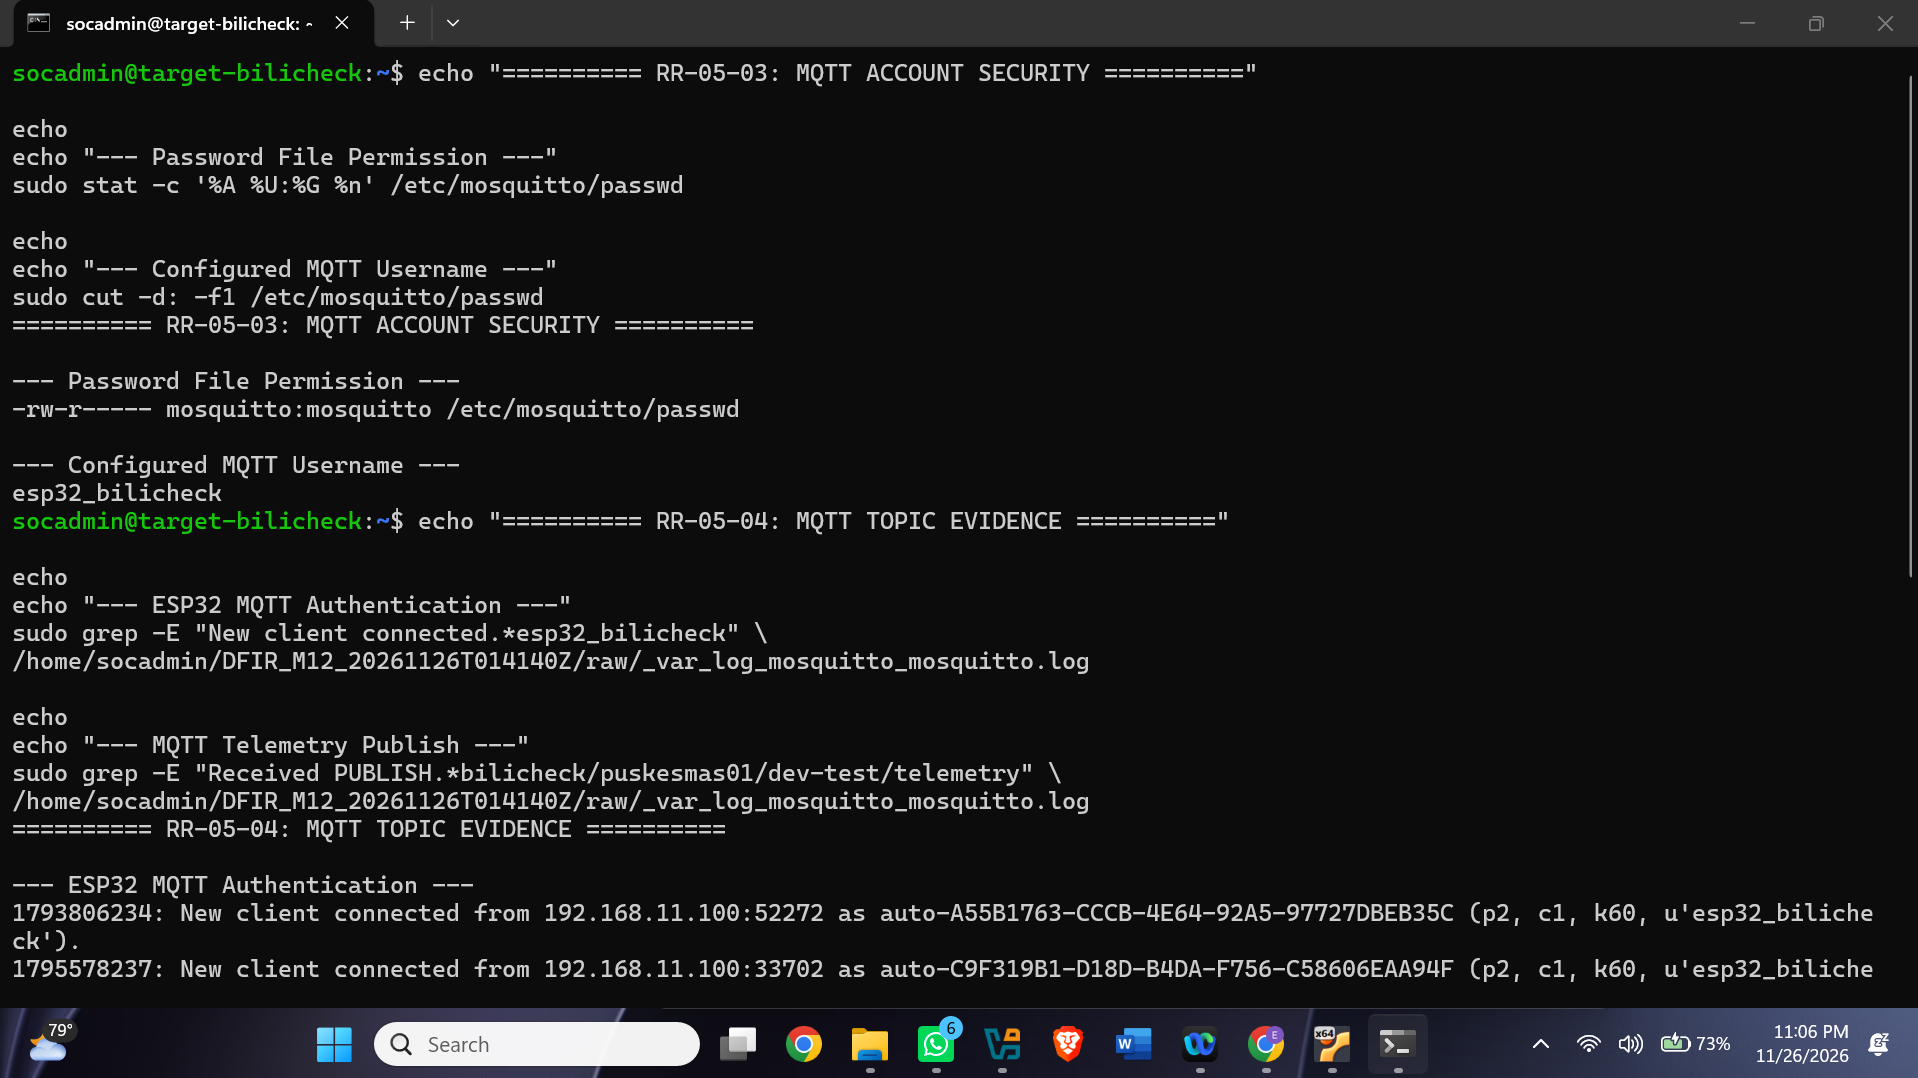 socadmin@target-bilicheck: ~
socadmin@target-bilicheck:~$ echo "========== RR-05-03: MQTT ACCOUNT SECURITY =========="
echo
echo "--- Password File Permission ---"
sudo stat -c '%A %U:%G %n' /etc/mosquitto/passwd
echo
echo "--- Configured MQTT Username ---"
sudo cut -d: -f1 /etc/mosquitto/passwd
========== RR-05-03: MQTT ACCOUNT SECURITY ==========
--- Password File Permission ---
-rw-r----- mosquitto:mosquitto /etc/mosquitto/passwd
--- Configured MQTT Username ---
esp32_bilicheck
socadmin@target-bilicheck:~$ echo "========== RR-05-04: MQTT TOPIC EVIDENCE =========="
echo
echo "--- ESP32 MQTT Authentication ---"
sudo grep -E "New client connected.*esp32_bilicheck" \
/home/socadmin/DFIR_M12_20261126T014140Z/raw/_var_log_mosquitto_mosquitto.log
echo
echo "--- MQTT Telemetry Publish ---"
sudo grep -E "Received PUBLISH.*bilicheck/puskesmas01/dev-test/telemetry" \
/home/socadmin/DFIR_M12_20261126T014140Z/raw/_var_log_mosquitto_mosquitto.log
========== RR-05-04: MQTT TOPIC EVIDENCE ==========
--- ESP32 MQTT Authentication ---
1793806234: New client connected from 192.168.11.100:52272 as auto-A55B1763-CCCB-4E64-92A5-97727DBEB35C (p2, c1, k60, u'esp32_biliche
ck').
1795578237: New client connected from 192.168.11.100:33702 as auto-C9F319B1-D18D-B4DA-F756-C58606EAA94F (p2, c1, k60, u'esp32_biliche
79°
Search
6
W
E
x64
73%
11:06 PM
11/26/2026